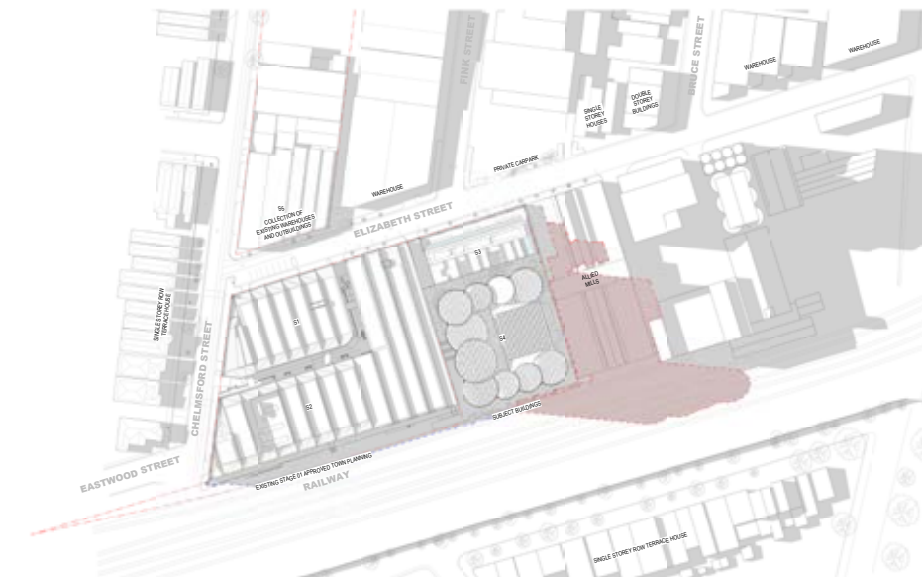 BRUCE STREET
FINK STREET
WAREHOUSE
WAREHOUSE
DOUBLE
STOREY
BUILDINGS
SINGLE
STOREY
HOUSES
PRIVATE CARPARK
WAREHOUSE
S5
COLLECTION OF
EXISTING WAREHOUSES
AND OUTBUILDINGS
ELIZABETH STREET
S3
ALLIED
MILLS
SINGLE STOREY ROW
TERRACE HOUSE
S1
S4
CHELMSFORD STREET
S2
SUBJECT BUILDINGS
EXISTING STAGE 01 APPROVED TOWN PLANNING
EASTWOOD STREET
RAILWAY
SINGLE STOREY ROW TERRACE HOUSE